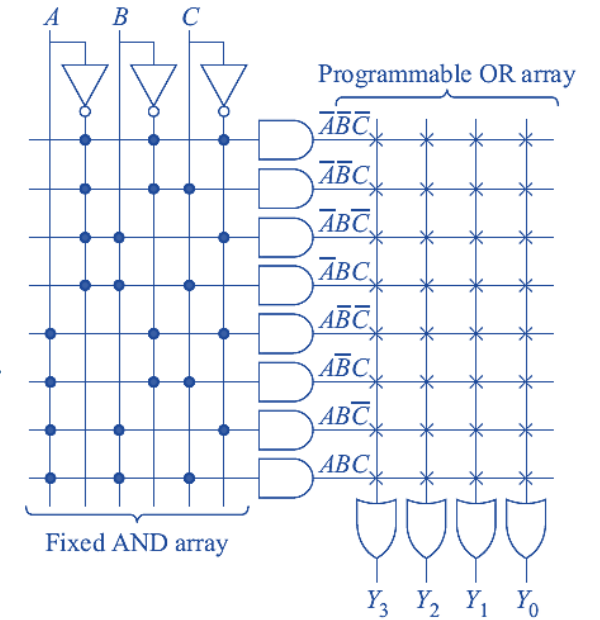 A B C
Programmable OR array
A̅B̅C̅
A̅B̅C
A̅BC̅
A̅BC
AB̅C̅
AB̅C
ABC̅
ABC
Fixed AND array
Y₃ Y₂ Y₁ Y₀